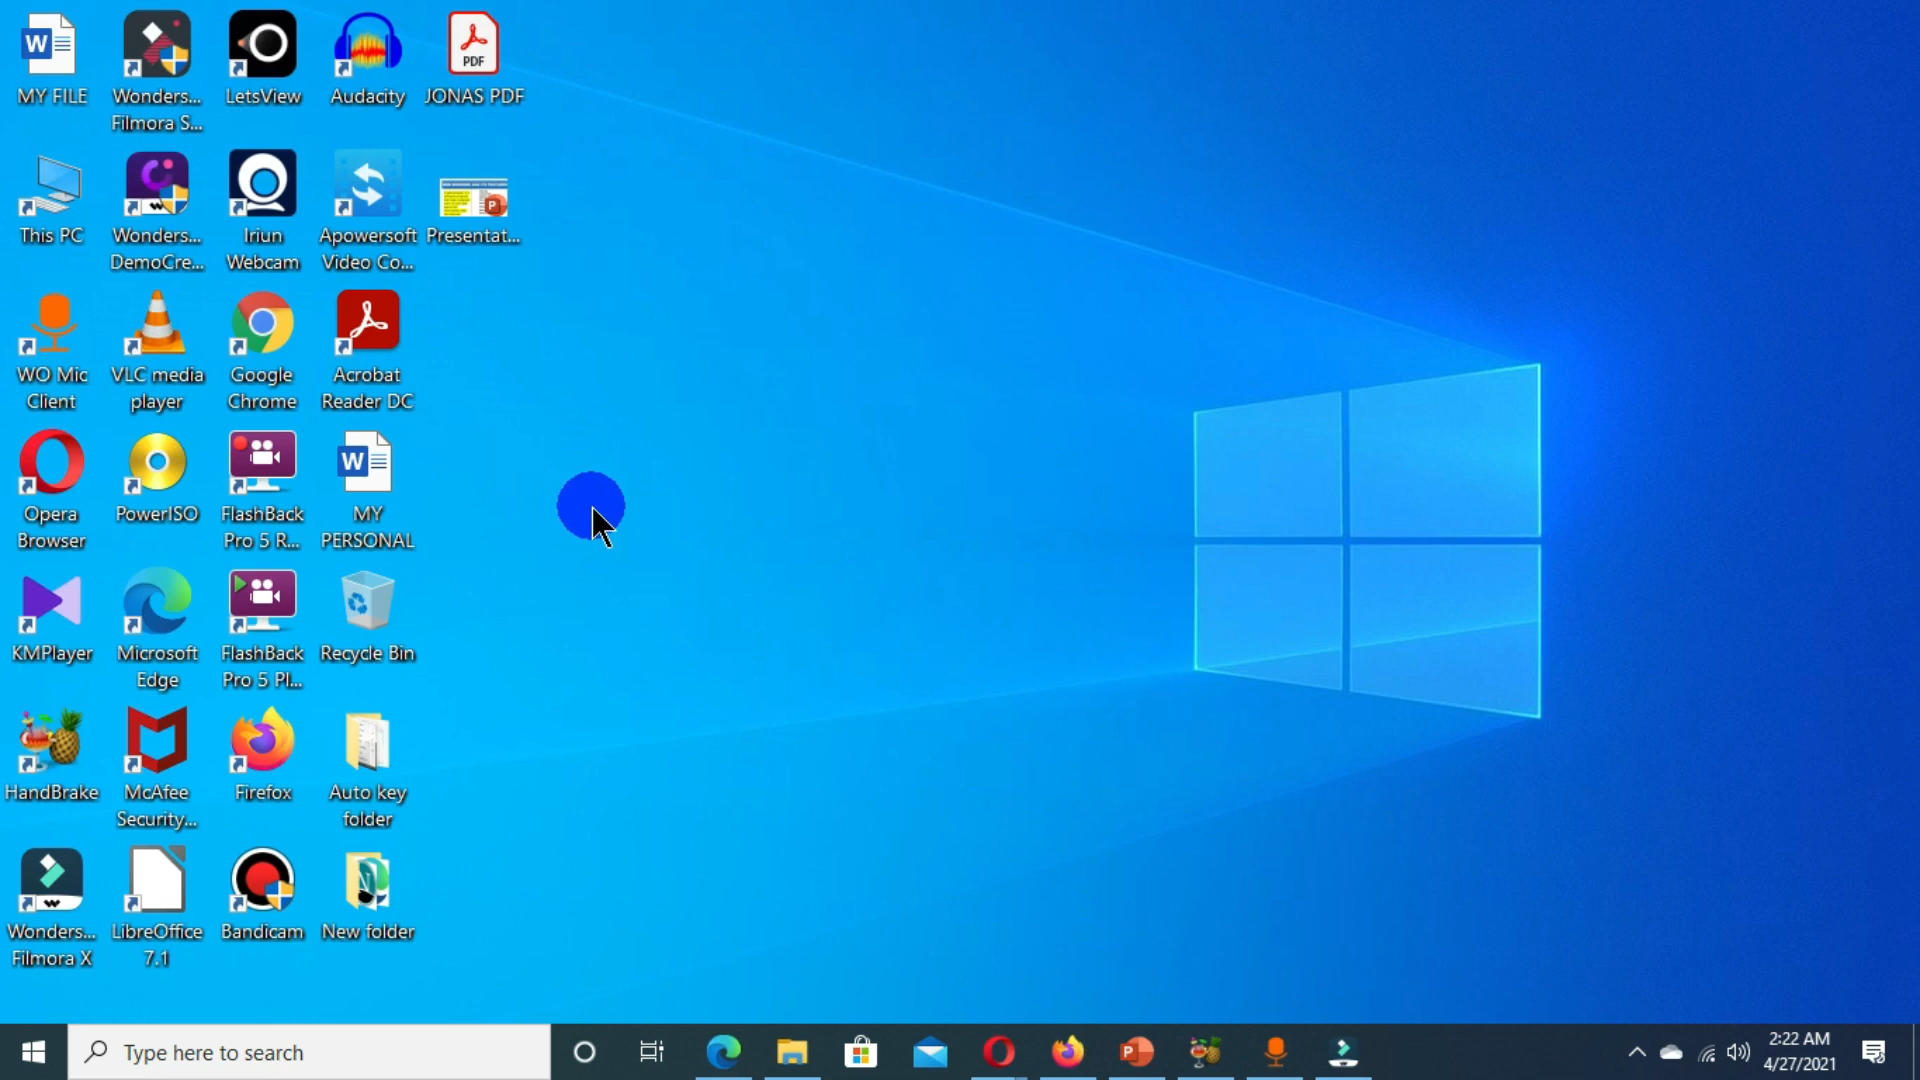 MY FILE
Wonders...
Filmora S...
LetsView
Audacity
PDF
JONAS PDF
This PC
Wonders...
DemoCre...
Iriun
Webcam
Apowersoft
Video Co...
Presentat...
WO Mic
Client
VLC media
player
Google
Chrome
Acrobat
Reader DC
Opera
Browser
PowerISO
FlashBack
Pro 5 R...
MY
PERSONAL
KMPlayer
Microsoft
Edge
FlashBack
Pro 5 Pl...
Recycle Bin
HandBrake
McAfee
Security...
Firefox
Auto key
folder
Wonders...
Filmora X
LibreOffice
7.1
Bandicam
New folder
Type here to search
2:22 AM
4/27/2021